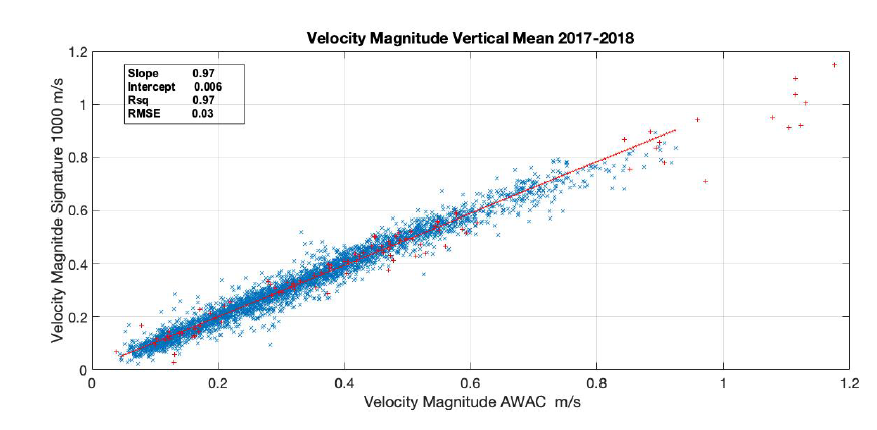 Velocity Magnitude Vertical Mean 2017-2018
1.2
Slope 0.97
Intercept 0.006
Rsq 0.97
RMSE 0.03
1
0.8
0.6
0.4
0.2
0
Velocity Magnitde Signature 1000 m/s
0 0.2 0.4 0.6 0.8 1 1.2
Velocity Magnitude AWAC m/s